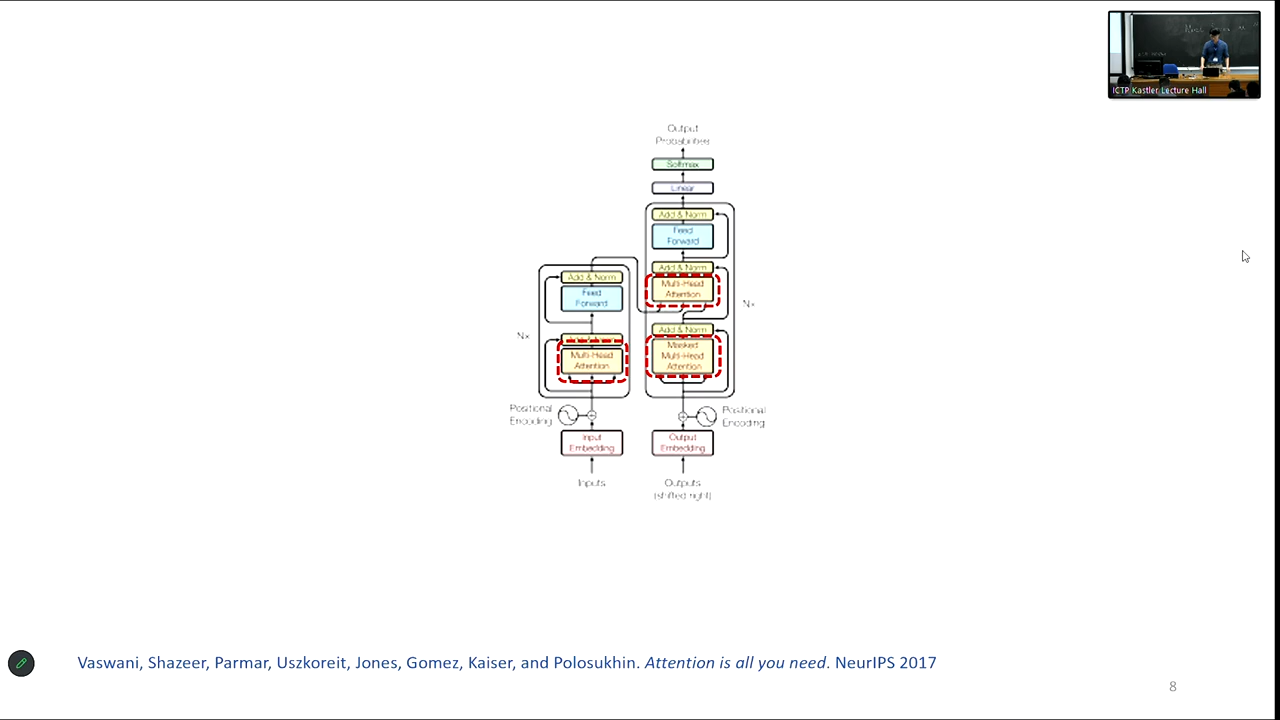 ICTP Kastler Lecture Hall
Output
Probabilities
Softmax
Linear
Add & Norm
Feed
Forward
Add & Norm
Multi-Head
Attention
Add & Norm
Masked
Multi-Head
Attention
Nx
Add & Norm
Feed
Forward
Add & Norm
Multi-Head
Attention
Nx
Positional
Encoding
Positional
Encoding
Input
Embedding
Output
Embedding
Inputs
Outputs
(shifted right)
Vaswani, Shazeer, Parmar, Uszkoreit, Jones, Gomez, Kaiser, and Polosukhin. Attention is all you need. NeurIPS 2017
8